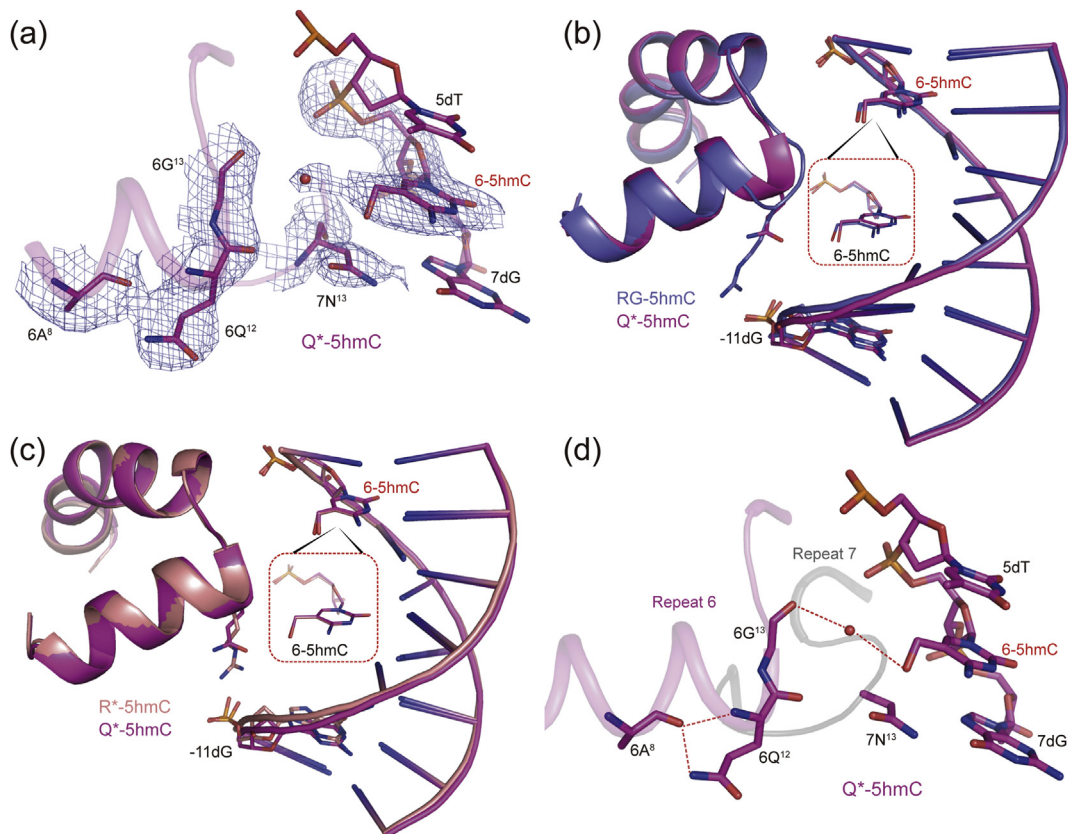 (a)
5dT
6G¹³
6-5hmC
7dG
7N¹³
6A⁸
6Q¹²
Q*-5hmC
(b)
6-5hmC
6-5hmC
RG-5hmC
Q*-5hmC
-11dG
(c)
6-5hmC
6-5hmC
R*-5hmC
Q*-5hmC
-11dG
(d)
Repeat 7
5dT
Repeat 6
6G¹³
6-5hmC
7N¹³
6A⁸
6Q¹²
7dG
Q*-5hmC